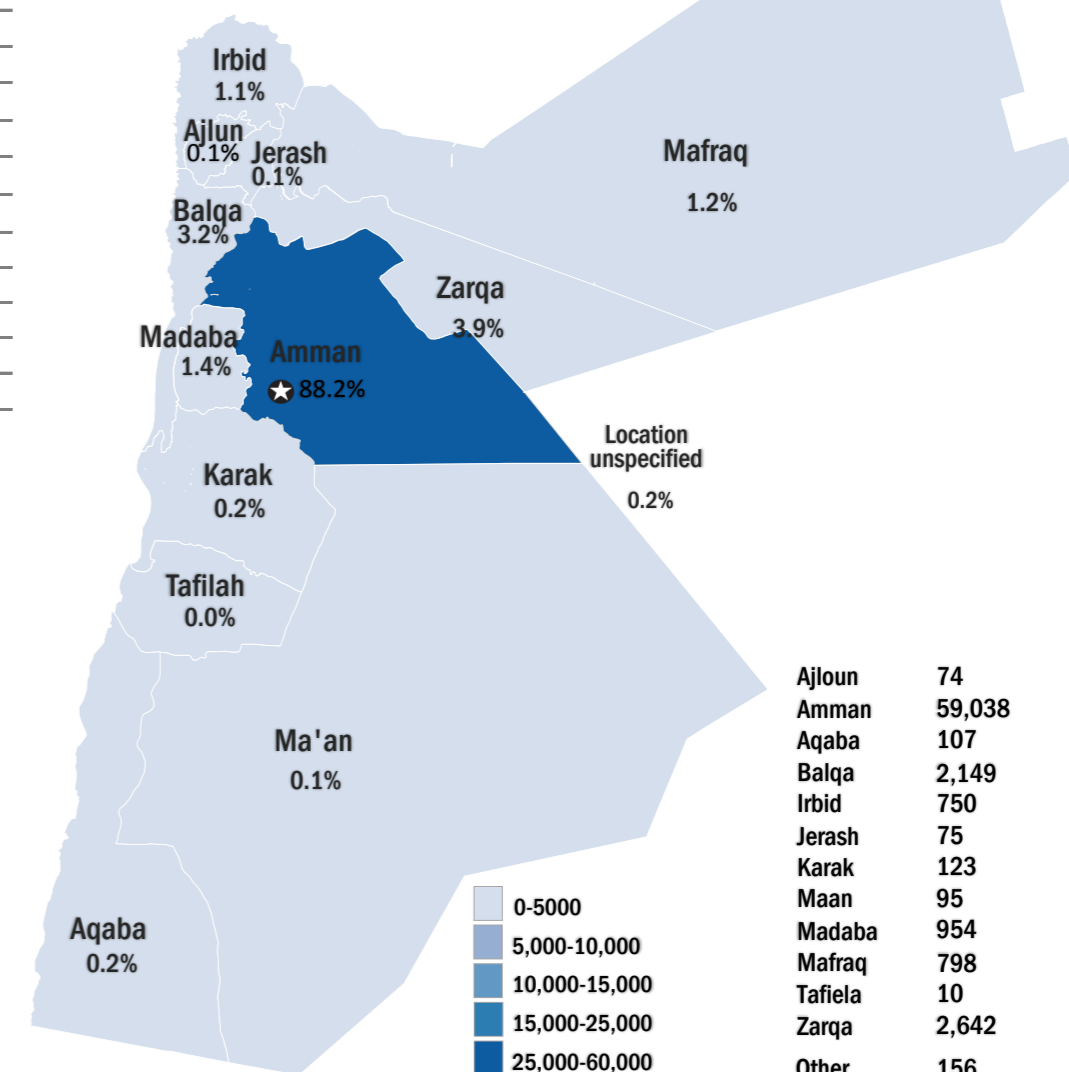 Irbid
1.1%
Ajlun
0.1%
Jerash
0.1%
Mafraq
1.2%
Balqa
3.2%
Zarqa
3.9%
Madaba
1.4%
Amman
88.2%
Location
unspecified
0.2%
Karak
0.2%
Tafilah
0.0%
Ma'an
0.1%
Aqaba
0.2%
0-5000
5,000-10,000
10,000-15,000
15,000-25,000
25,000-60,000
Ajloun 74
Amman 59,038
Aqaba 107
Balqa 2,149
Irbid 750
Jerash 75
Karak 123
Maan 95
Madaba 954
Mafraq 798
Tafiela 10
Zarqa 2,642
Other 156